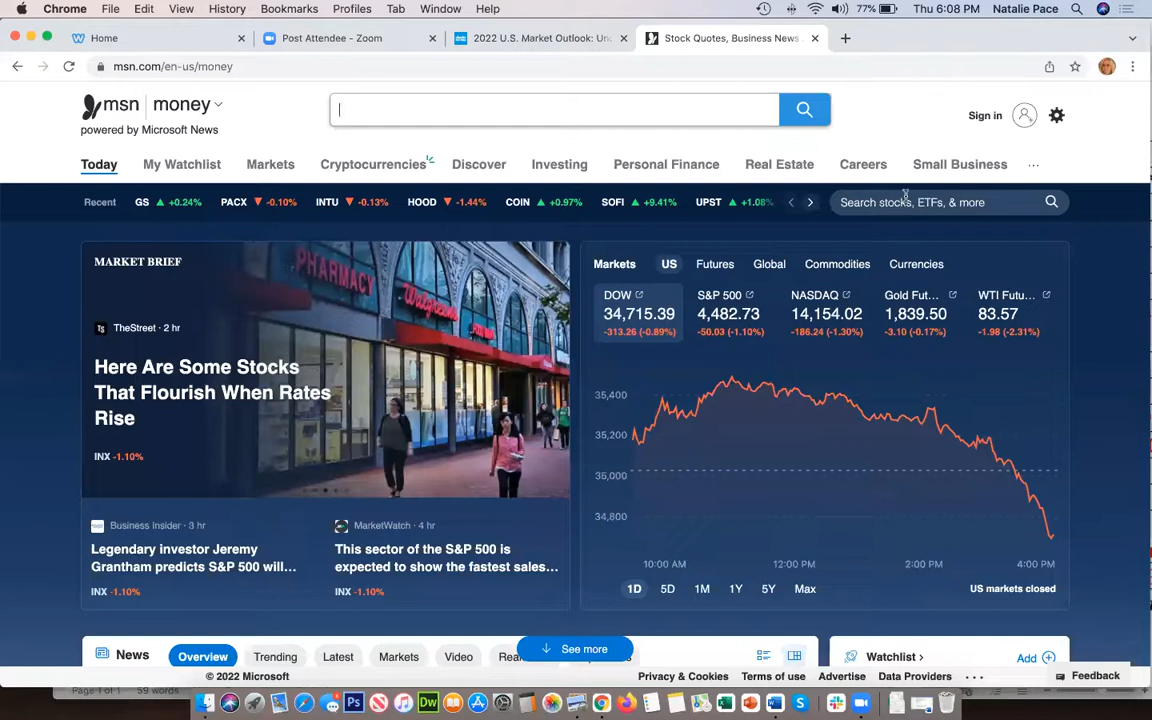 Chrome File Edit View History Bookmarks Profiles Tab Window Help 77% Thu 6:08 PM Natalie Pace
Home Post Attendee - Zoom 2022 U.S. Market Outlook: Un Stock Quotes, Business News
msn.com/en-us/money
msn money
powered by Microsoft News
Sign in
Today My Watchlist Markets Cryptocurrencies Discover Investing Personal Finance Real Estate Careers Small Business ...
Recent GS +0.24% PACX -0.10% INTU -0.13% HOOD -1.44% COIN +0.97% SOFI +9.41% UPST +1.08%
Search stocks, ETFs, & more
MARKET BRIEF
PHARMACY
Walgreens
TheStreet · 2 hr
Here Are Some Stocks
That Flourish When Rates
Rise
INX -1.10%
Business Insider · 3 hr
Legendary investor Jeremy
Grantham predicts S&P 500 will...
INX -1.10%
MarketWatch · 4 hr
This sector of the S&P 500 is
expected to show the fastest sales...
INX -1.10%
Markets US Futures Global Commodities Currencies
DOW S&P 500 NASDAQ Gold Fut... WTI Futu...
34,715.39 4,482.73 14,154.02 1,839.50 83.57
-313.26 (-0.89%) -50.03 (-1.10%) -186.24 (-1.30%) -3.10 (-0.17%) -1.98 (-2.31%)
35,400
35,200
35,000
34,800
10:00 AM 12:00 PM 2:00 PM 4:00 PM
1D 5D 1M 1Y 5Y Max US markets closed
News Overview Trending Latest Markets Video
See more
Watchlist › Add
© 2022 Microsoft Privacy & Cookies Terms of use Advertise Data Providers ... Feedback
Page 1 of 1 59 words